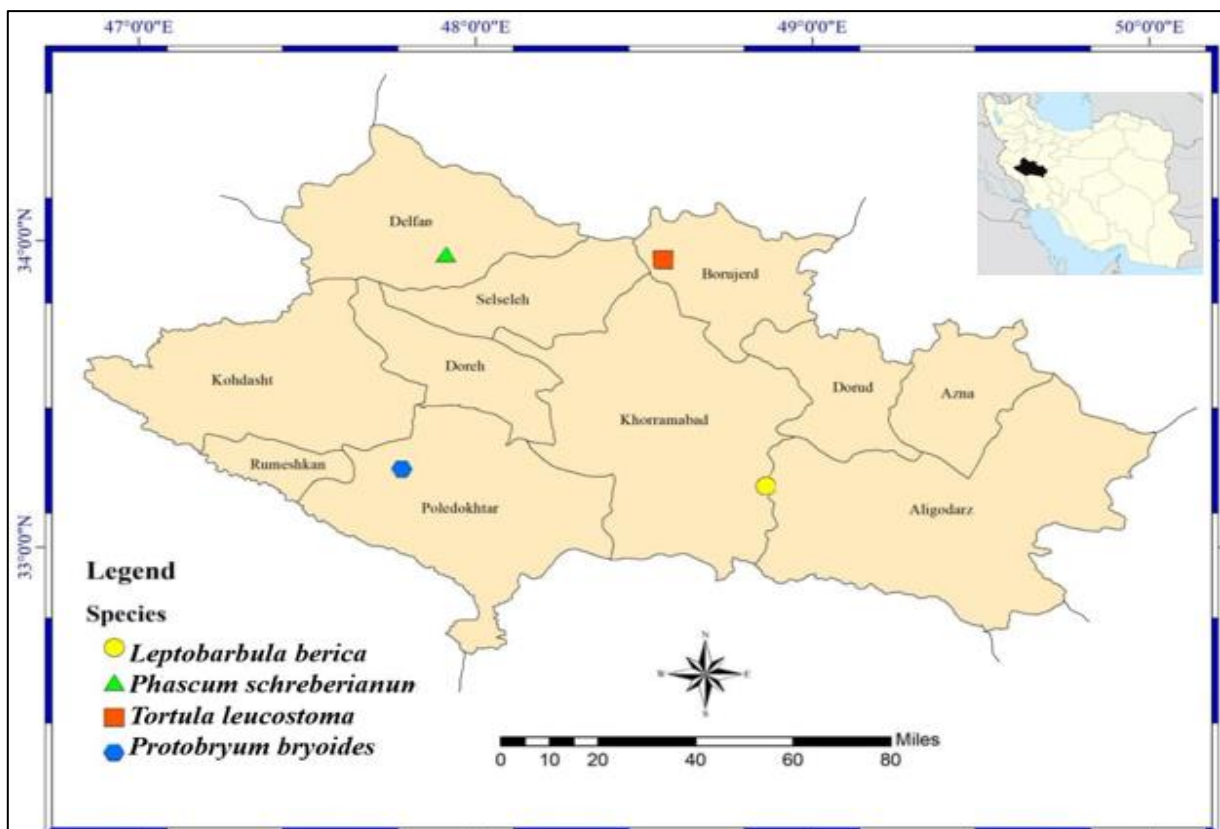 47°0'0"E 48°0'0"E 49°0'0"E 50°0'0"E
34°0'0"N
33°0'0"N
Delfan
Borujerd
Selseleh
Doreh
Kohdasht
Dorud
Azna
Khorramabad
Rumeshkan
Poledokhtar
Aligodarz
Legend
Species
Leptobarbula berica
Phascum schreberianun
Tortula leucostoma
Protobryum bryoides
N
W E
S
Miles
0 10 20 40 60 80